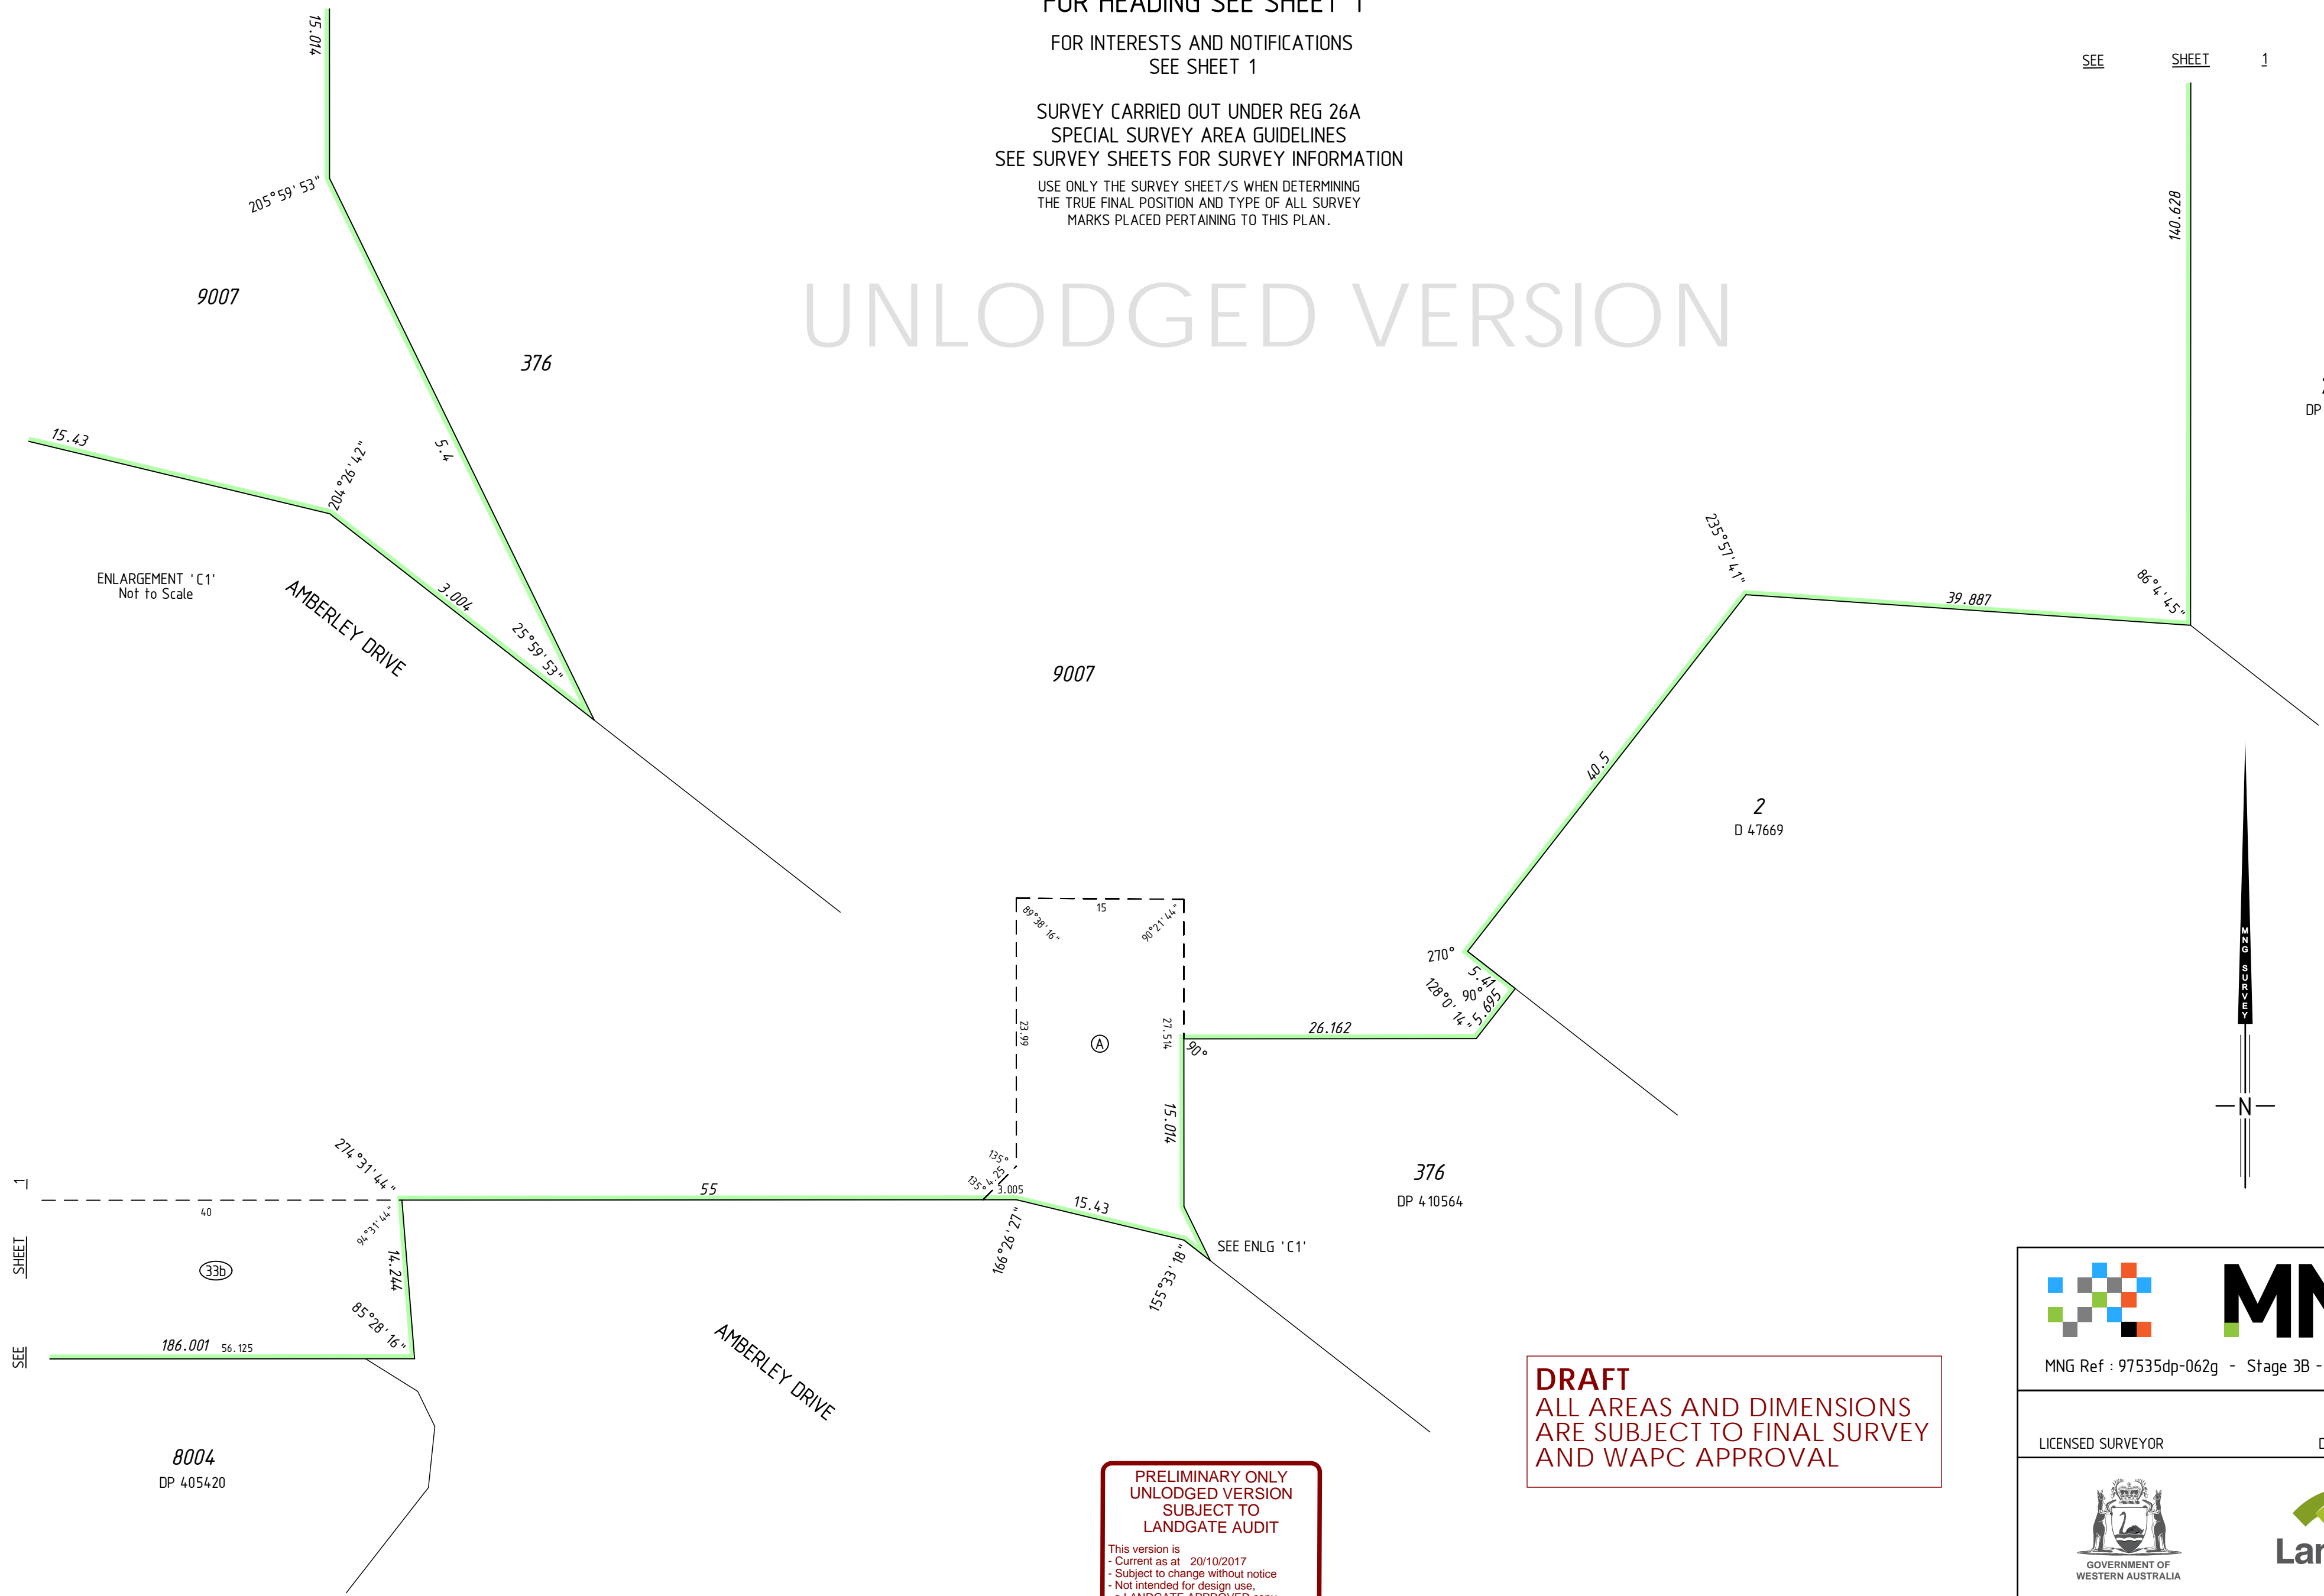 FOR HEADING SEE SHEET 1
FOR INTERESTS AND NOTIFICATIONS
SEE SHEET 1
SURVEY CARRIED OUT UNDER REG 26A
SPECIAL SURVEY AREA GUIDELINES
SEE SURVEY SHEETS FOR SURVEY INFORMATION
USE ONLY THE SURVEY SHEET/S WHEN DETERMINING
THE TRUE FINAL POSITION AND TYPE OF ALL SURVEY
MARKS PLACED PERTAINING TO THIS PLAN.
UNLODGED VERSION
SEE SHEET 1
15.014
205°59'53"
9007
376
15.43
204°26'42"
5.4
ENLARGEMENT 'C1'
Not to Scale
AMBERLEY DRIVE
3.004
25°59'53"
140.628
DP
235°57'41"
39.887
86°4'45"
9007
40.5
2
D 47669
270°
5.41
90°
128°0'14"
5.695
89°38'16"
15
90°21'44"
23.99
A
27.514
90°
26.162
15.014
376
DP 410564
SEE ENLG 'C1'
MNG SURVEY
N
SEE SHEET 1
274°31'44"
40
94°31'44"
33b
14.244
85°28'16"
186.001 56.125
55
135°
4.25
135°
3.005
166°26'27"
15.43
155°33'18"
AMBERLEY DRIVE
8004
DP 405420
DRAFT
ALL AREAS AND DIMENSIONS
ARE SUBJECT TO FINAL SURVEY
AND WAPC APPROVAL
PRELIMINARY ONLY
UNLODGED VERSION
SUBJECT TO
LANDGATE AUDIT
This version is
- Current as at 20/10/2017
- Subject to change without notice
- Not intended for design use,
a LANDGATE APPROVED copy
MN
MNG Ref : 97535dp-062g - Stage 3B -
LICENSED SURVEYOR
GOVERNMENT OF
WESTERN AUSTRALIA
Lan